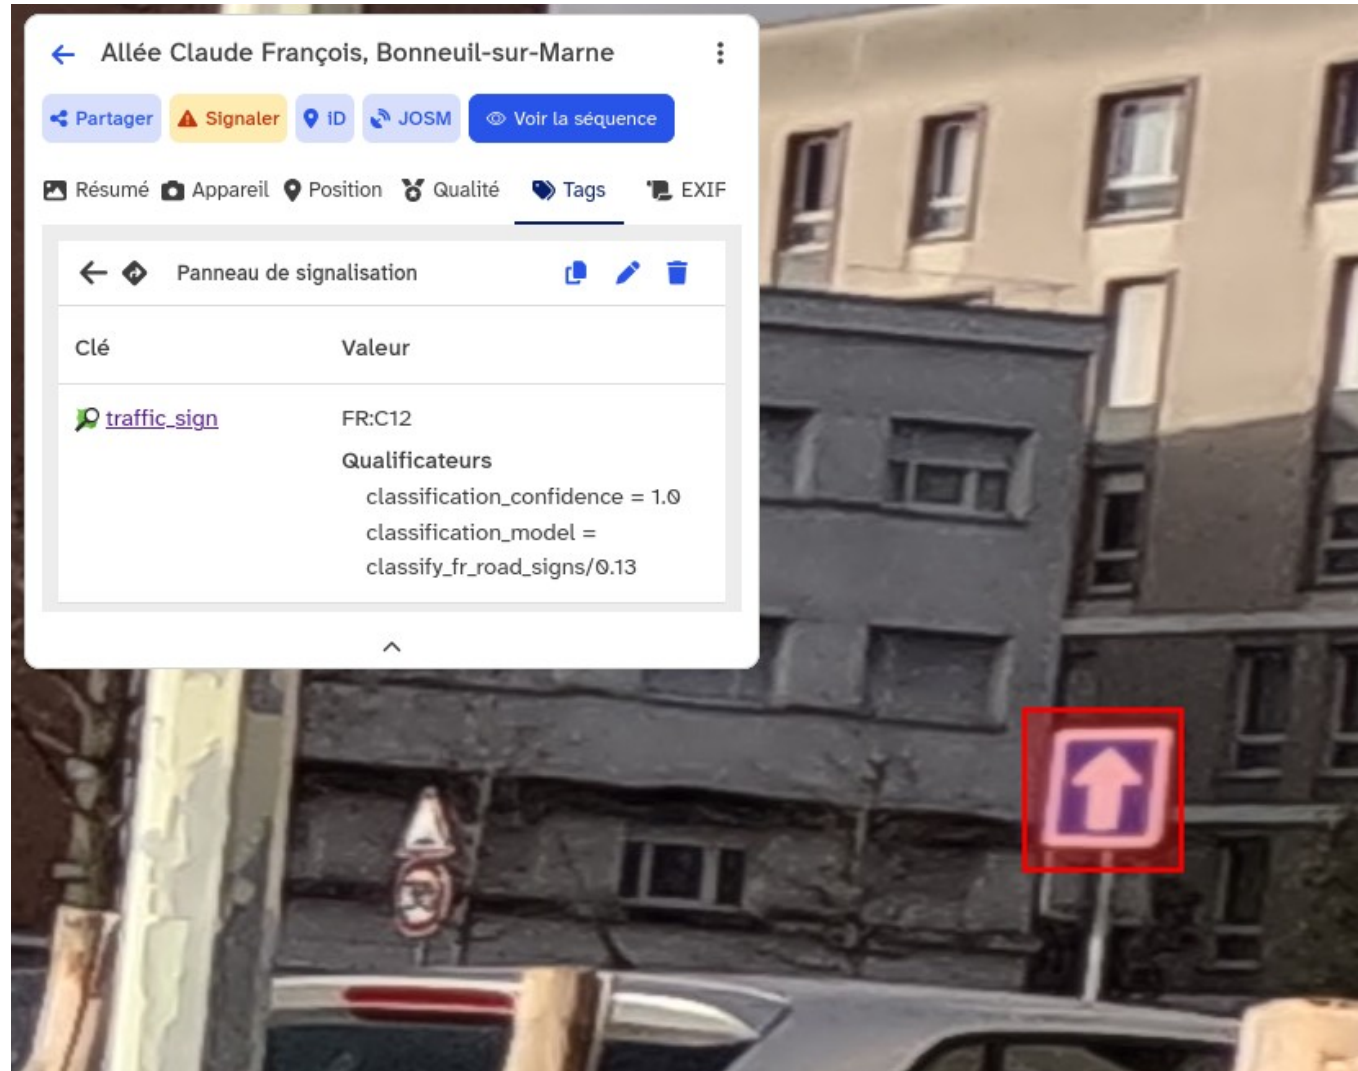 Allée Claude François, Bonneuil-sur-Marne
Partager Signaler iD JOSM Voir la séquence
Résumé Appareil Position Qualité Tags EXIF
Panneau de signalisation
Clé Valeur
traffic_sign FR:C12
Qualificateurs
classification_confidence = 1.0
classification_model =
classify_fr_road_signs/0.13